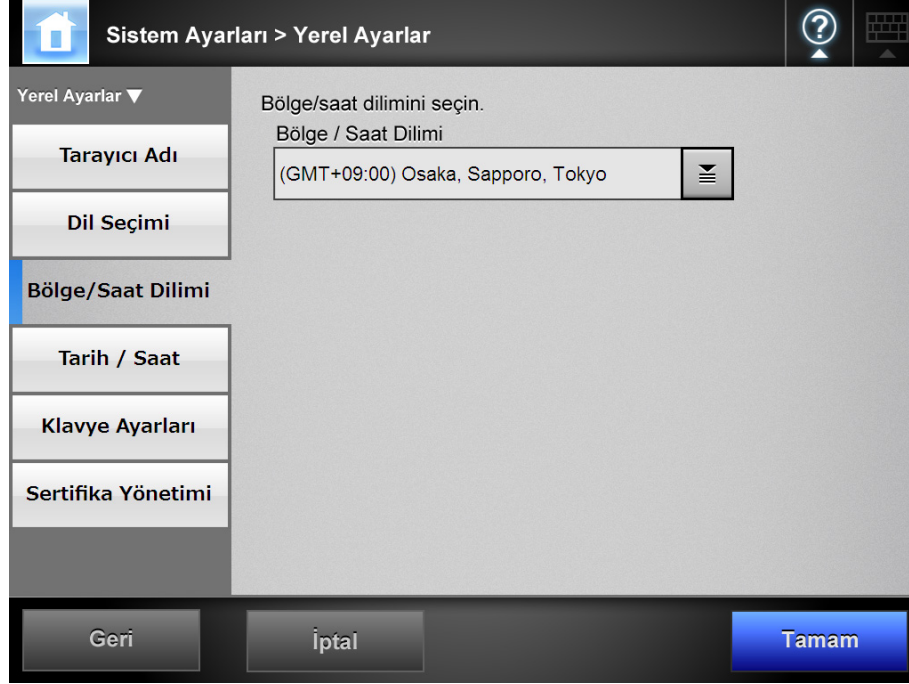 Sistem Ayarları > Yerel Ayarlar
?
Yerel Ayarlar ▼
Tarayıcı Adı
Dil Seçimi
Bölge/Saat Dilimi
Tarih / Saat
Klavye Ayarları
Sertifika Yönetimi
Bölge/saat dilimini seçin.
Bölge / Saat Dilimi
(GMT+09:00) Osaka, Sapporo, Tokyo
Geri
İptal
Tamam